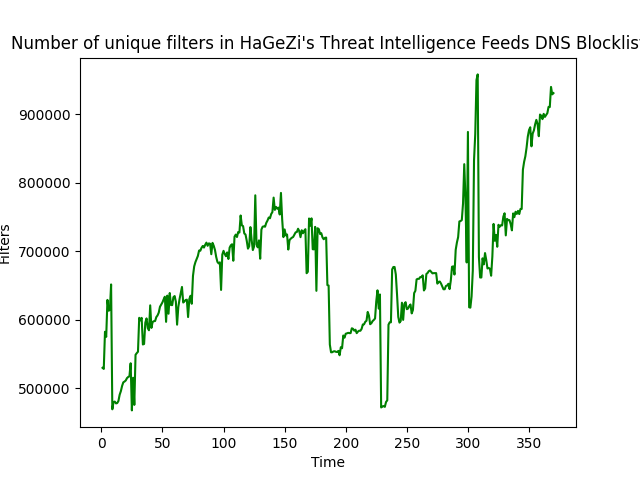 Number of unique filters in HaGeZi's Threat Intelligence Feeds DNS Blocklis
Filters
900000
800000
700000
600000
500000
0 50 100 150 200 250 300 350
Time